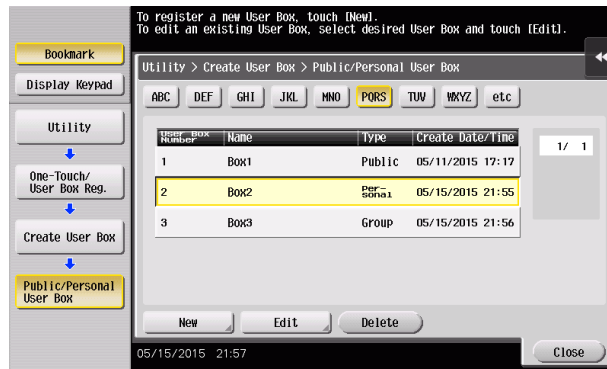 To register a new User Box, touch [New].
To edit an existing User Box, select desired User Box and touch [Edit].
Bookmark
Display Keypad
Utility
One-Touch/
User Box Reg.
Create User Box
Public/Personal
User Box
Utility > Create User Box > Public/Personal User Box
ABC DEF GHI JKL MNO PQRS TUV WXYZ etc
User Box Number Name Type Create Date/Time
1 Box1 Public 05/11/2015 17:17
2 Box2 Per-sonal 05/15/2015 21:55
3 Box3 Group 05/15/2015 21:56
1/ 1
New Edit Delete
05/15/2015 21:57
Close